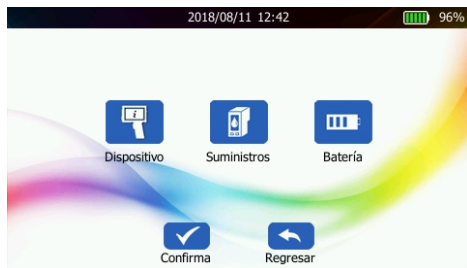 2018/08/11 12:42 96%
Dispositivo Suministros Batería
Confirma Regresar